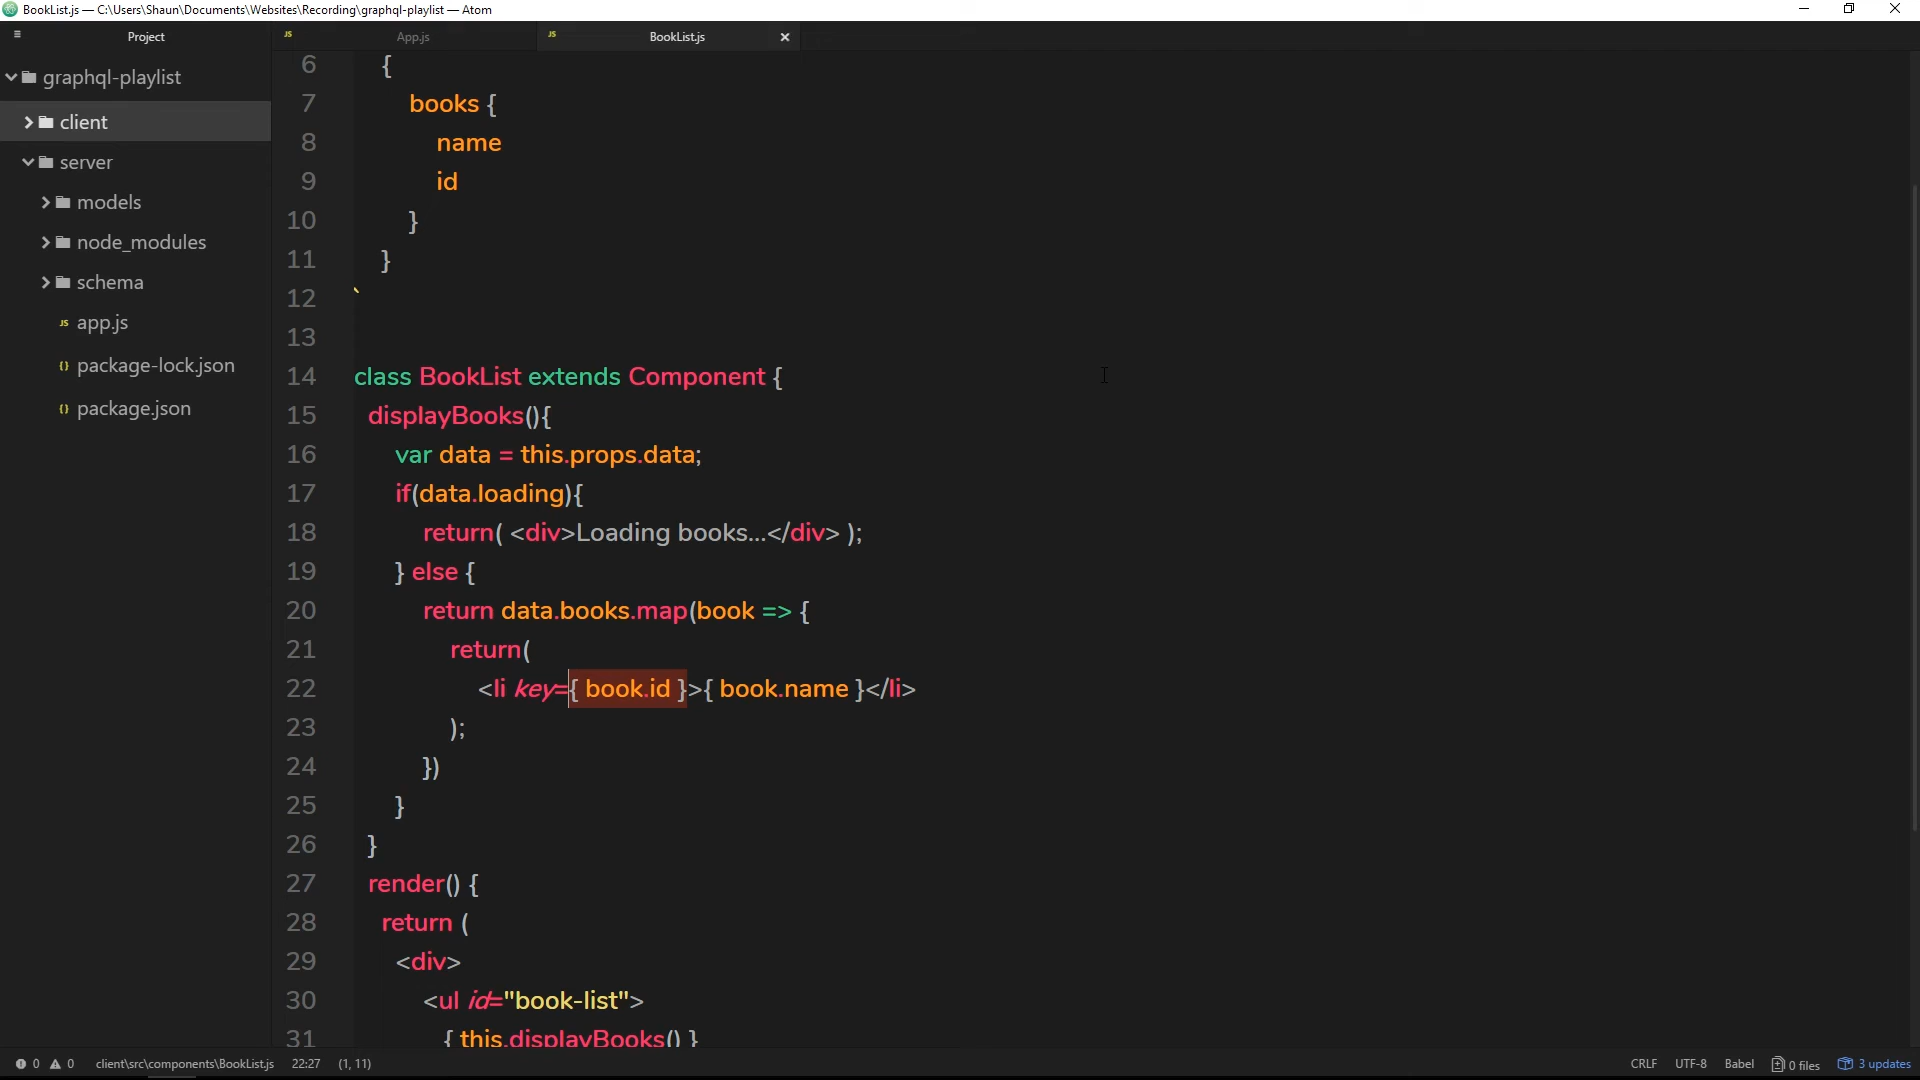 BookList.js — C:\Users\Shaun\Documents\Websites\Recording\graphql-playlist — Atom
Project
App.js
BookList.js
graphql-playlist
client
server
models
node_modules
schema
app.js
package-lock.json
package.json
6 {
7 books {
8 name
9 id
10 }
11 }
12 `
13
14 class BookList extends Component {
15 displayBooks(){
16 var data = this.props.data;
17 if(data.loading){
18 return( <div>Loading books...</div> );
19 } else {
20 return data.books.map(book => {
21 return(
22 <li key={ book.id }>{ book.name }</li>
23 );
24 })
25 }
26 }
27 render() {
28 return (
29 <div>
30 <ul id="book-list">
31 { this.displayBooks() }
0 0 client\src\components\BookList.js 22:27 (1, 11) CRLF UTF-8 Babel 0 files 3 updates